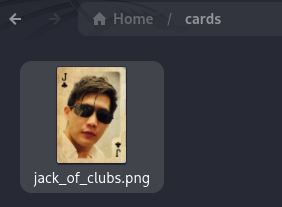 Home / cards
J
J
jack_of_clubs.png